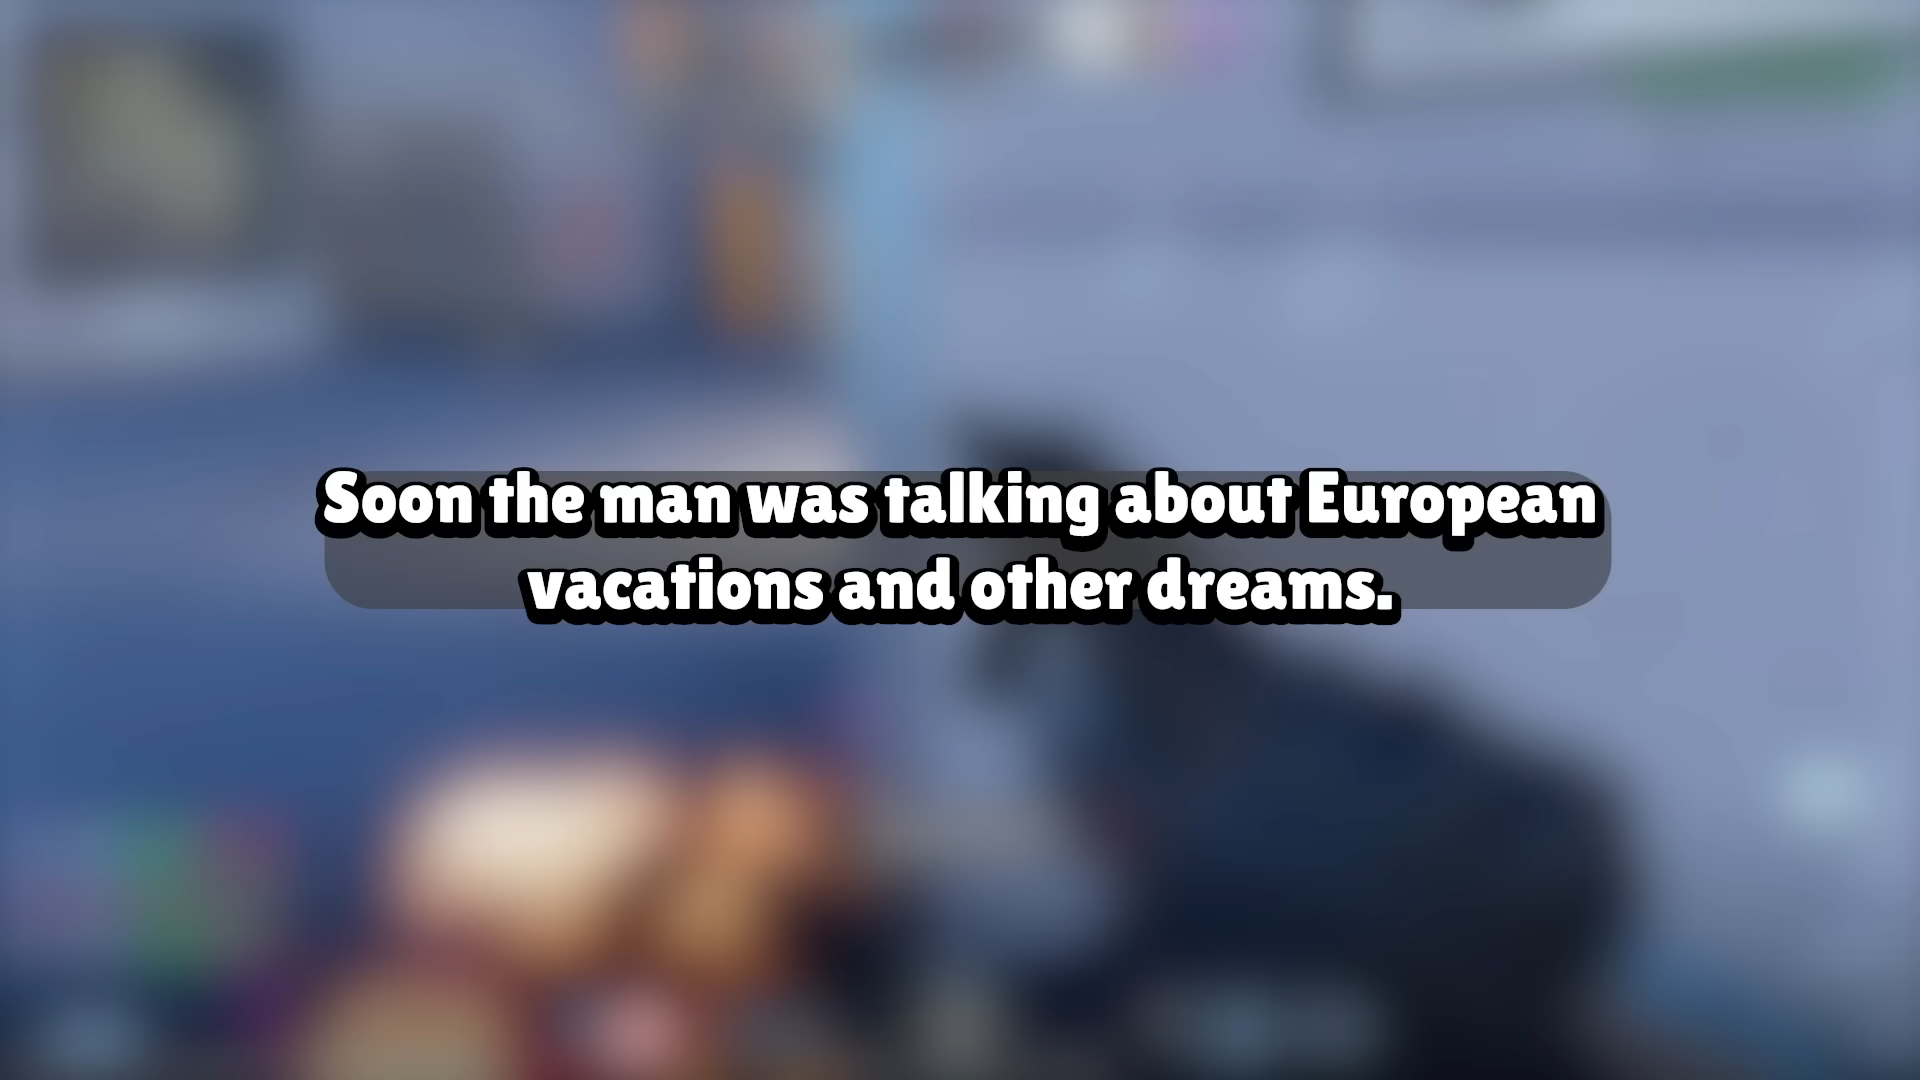 Soon the man was talking about European
vacations and other dreams.